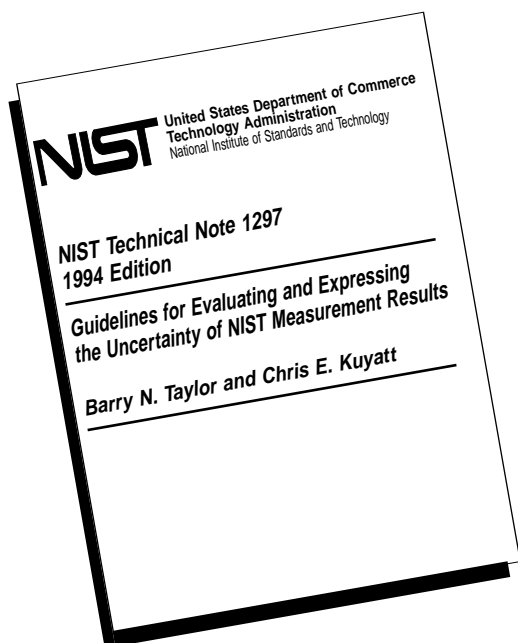 NIST
United States Department of Commerce
Technology Administration
National Institute of Standards and Technology
NIST Technical Note 1297
1994 Edition
Guidelines for Evaluating and Expressing
the Uncertainty of NIST Measurement Results
Barry N. Taylor and Chris E. Kuyatt